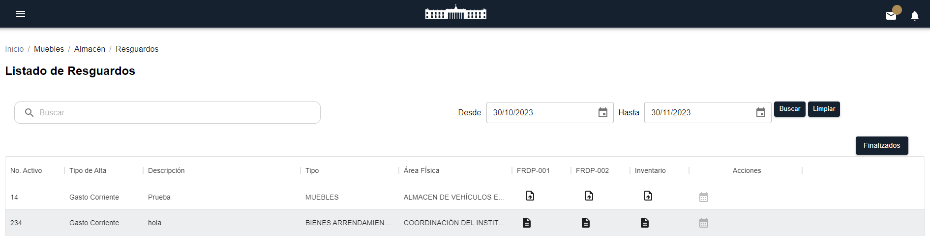 Inicio / Muebles / Almacén / Resguardos
Listado de Resguardos
Buscar Desde 30/10/2023 Hasta 30/11/2023 Buscar Limpiar
Finalizados
No. Activo Tipo de Alta Descripción Tipo Área Física FRDP-001 FRDP-002 Inventario Acciones
14 Gasto Corriente Prueba MUEBLES ALMACEN DE VEHÍCULOS E...
234 Gasto Corriente hola BIENES ARRENDAMIEN... COORDINACIÓN DEL INSTIT...